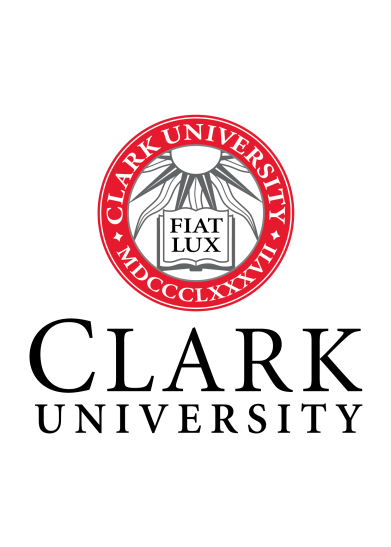 CLARK UNIVERSITY
FIAT
LUX
MDCCCLXXXVII
CLARK
UNIVERSITY